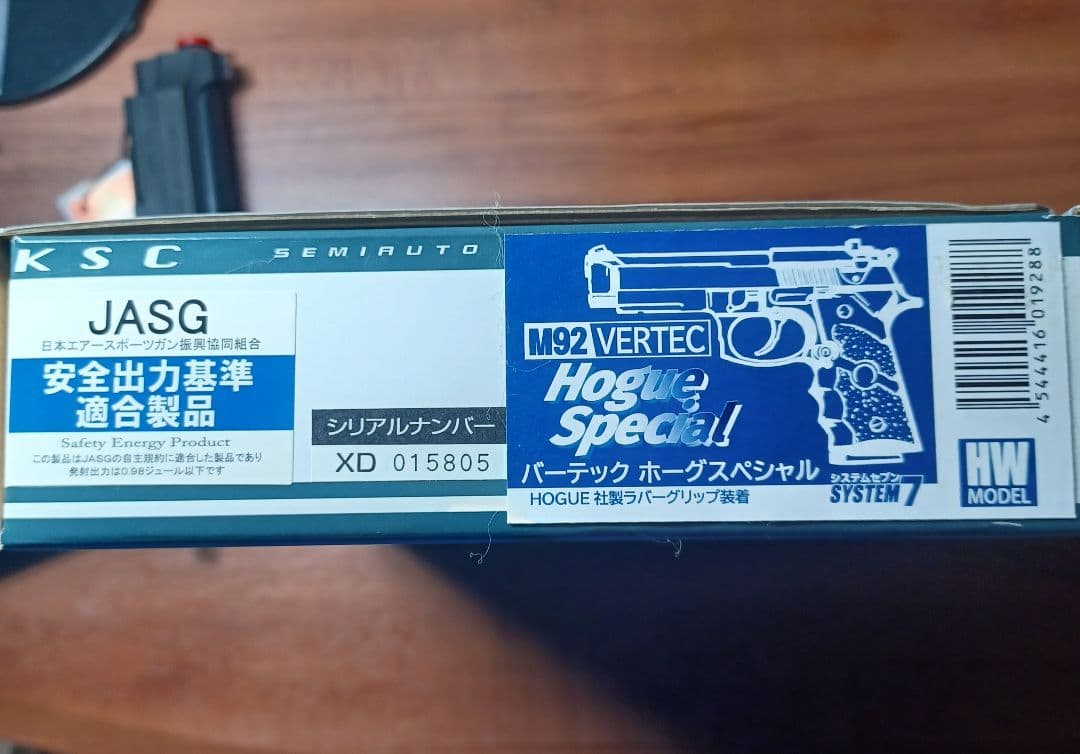 KSC SEMIAUTO
JASG
日本エアースポーツガン振興協同組合
安全出力基準
適合製品
Safety Energy Product
この製品はJASGの自主規約に適合した製品であり
発射出力は0.98ジュール以下です
シリアルナンバー
XD 015805
M92 VERTEC
Hogue
Special
バーテック ホーグスペシャル
HOGUE 社製ラバーグリップ装着
システムセブン
SYSTEM 7
4 544416 019288
HW
MODEL